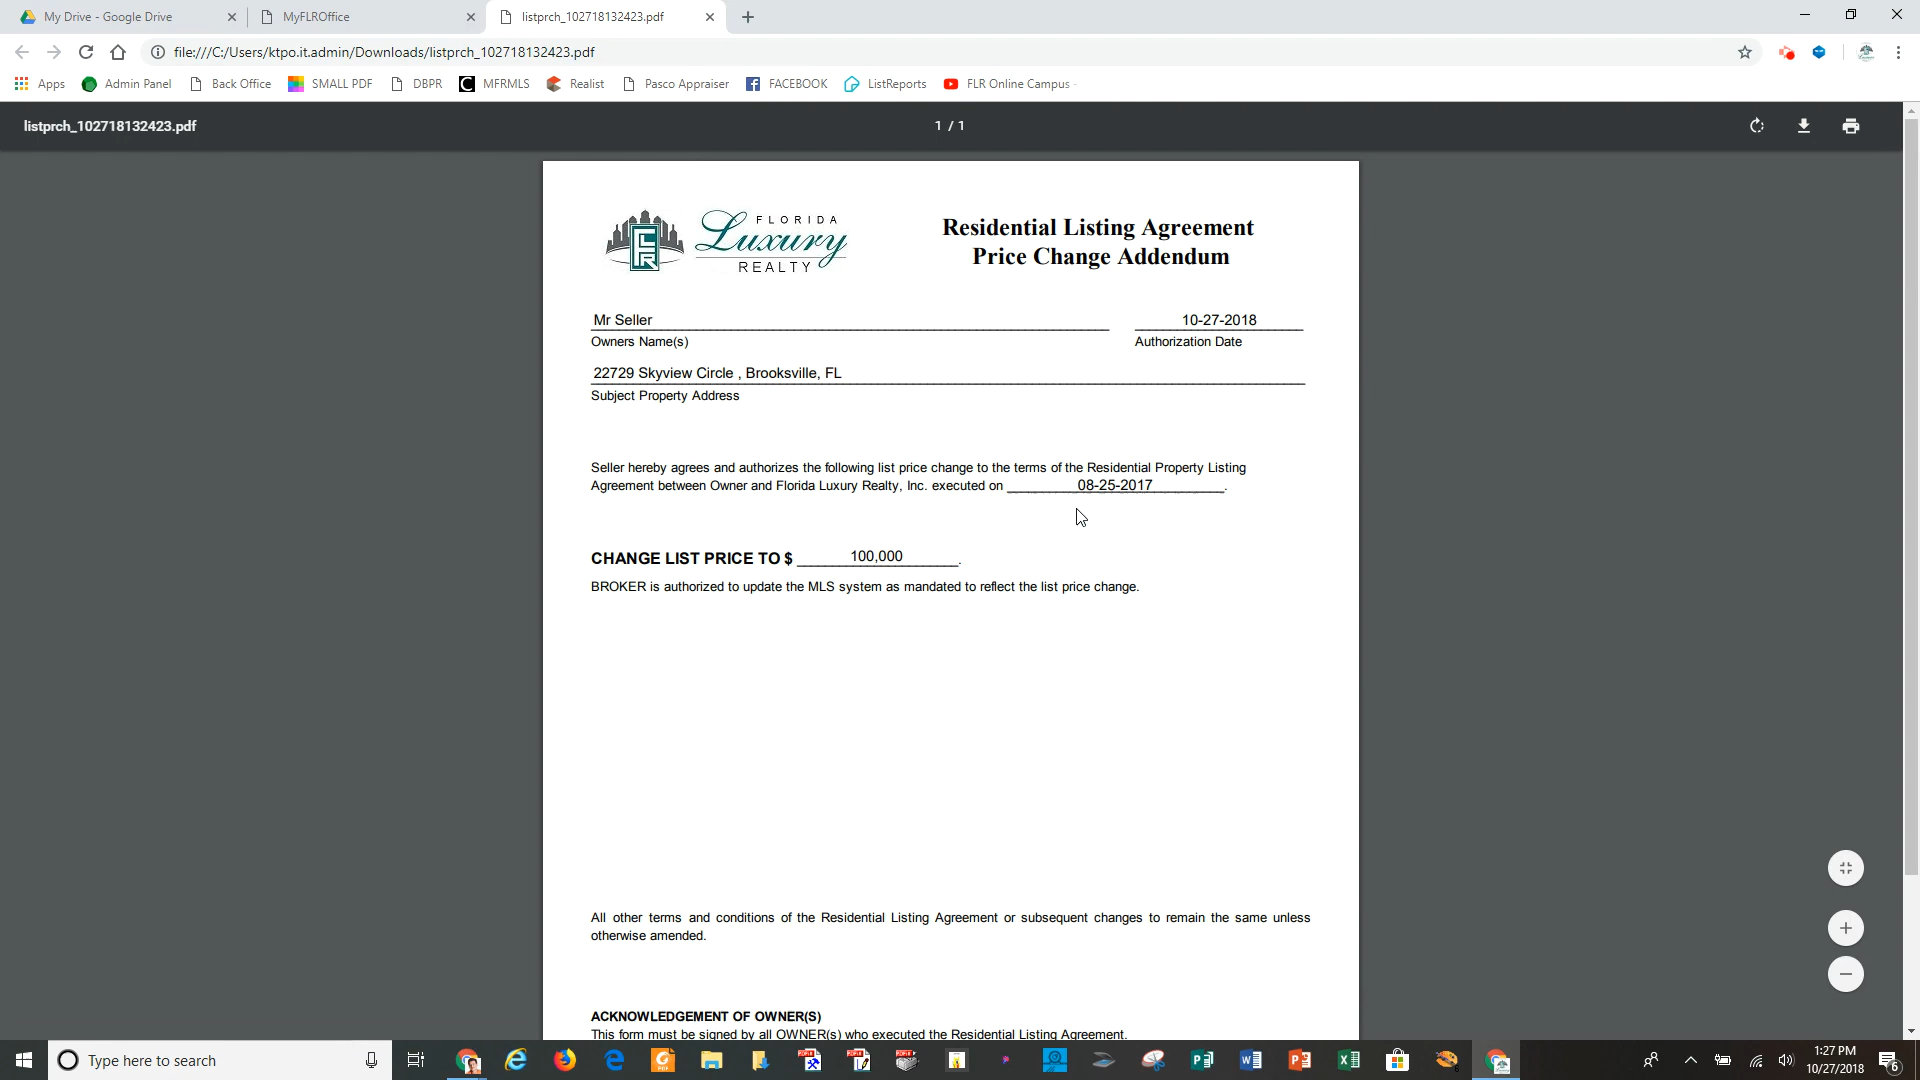 My Drive - Google Drive
MyFLROffice
listprch_102718132423.pdf
file:///C:/Users/ktpo.it.admin/Downloads/listprch_102718132423.pdf
Apps Admin Panel Back Office SMALL PDF DBPR MFRMLS Realist Pasco Appraiser FACEBOOK ListReports FLR Online Campus -
listprch_102718132423.pdf
1 / 1
FLORIDA
Luxury
REALTY
Residential Listing Agreement
Price Change Addendum
Mr Seller 10-27-2018
Owners Name(s) Authorization Date
22729 Skyview Circle , Brooksville, FL
Subject Property Address
Seller hereby agrees and authorizes the following list price change to the terms of the Residential Property Listing
Agreement between Owner and Florida Luxury Realty, Inc. executed on 08-25-2017.
CHANGE LIST PRICE TO $ 100,000.
BROKER is authorized to update the MLS system as mandated to reflect the list price change.
All other terms and conditions of the Residential Listing Agreement or subsequent changes to remain the same unless
otherwise amended.
ACKNOWLEDGEMENT OF OWNER(S)
This form must be signed by all OWNER(s) who executed the Residential Listing Agreement.
Type here to search
1:27 PM
10/27/2018
6